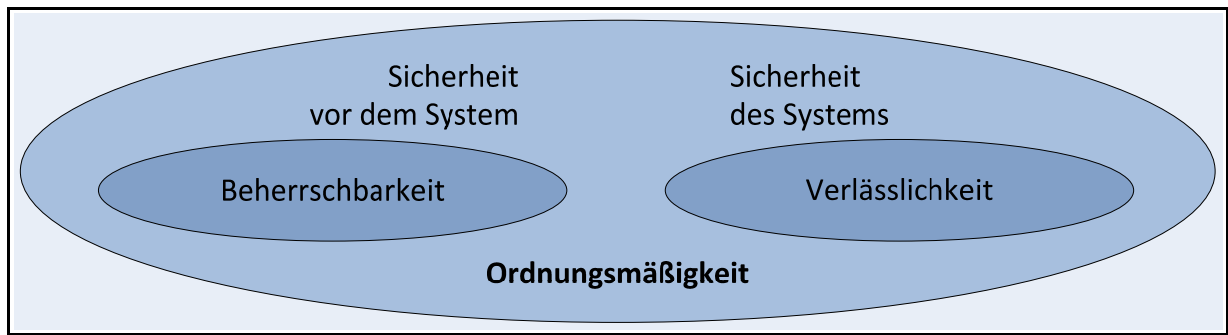 Sicherheit
vor dem System
Sicherheit
des Systems
Beherrschbarkeit
Verlässlichkeit
Ordnungsmäßigkeit